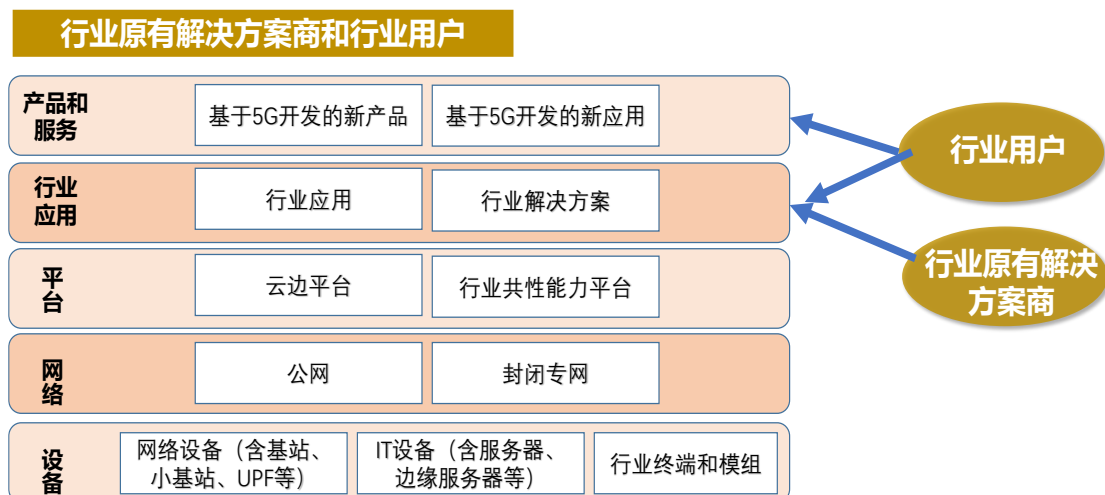 行业原有解决方案商和行业用户
产品和
服务
基于5G开发的新产品
基于5G开发的新应用
行业用户
行业
应用
行业应用
行业解决方案
行业原有解决
方案商
平
台
云边平台
行业共性能力平台
网
络
公网
封闭专网
设
备
网络设备（含基站、
小基站、UPF等）
IT设备（含服务器、
边缘服务器等）
行业终端和模组